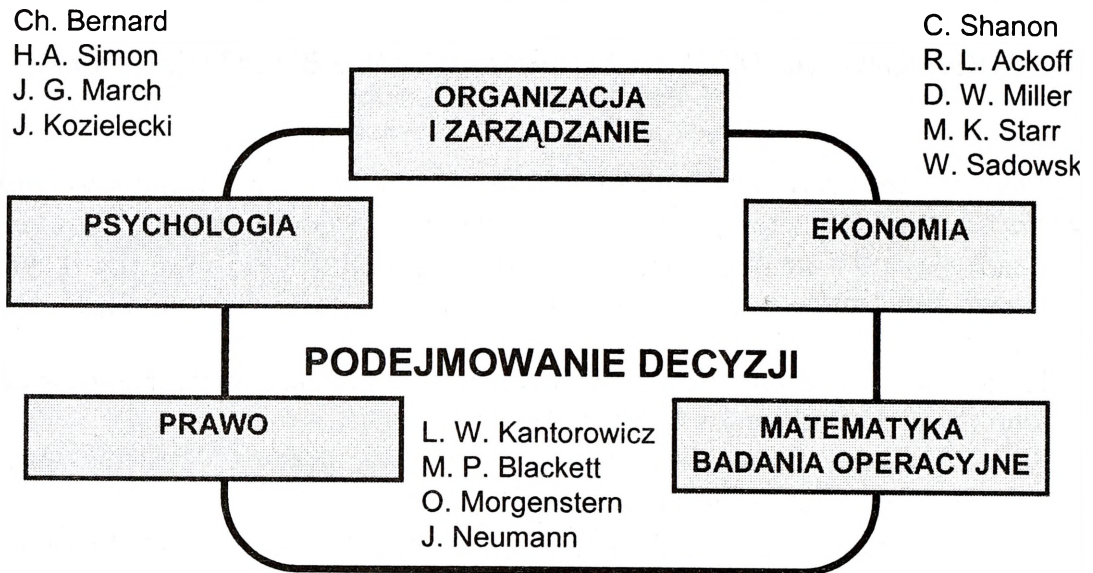 Ch. Bernard
H.A. Simon
J. G. March
J. Kozielecki
C. Shanon
R. L. Ackoff
D. W. Miller
M. K. Starr
W. Sadowsk
ORGANIZACJA
I ZARZĄDZANIE
PSYCHOLOGIA
EKONOMIA
PODEJMOWANIE DECYZJI
PRAWO
L. W. Kantorowicz
M. P. Blackett
O. Morgenstern
J. Neumann
MATEMATYKA
BADANIA OPERACYJNE